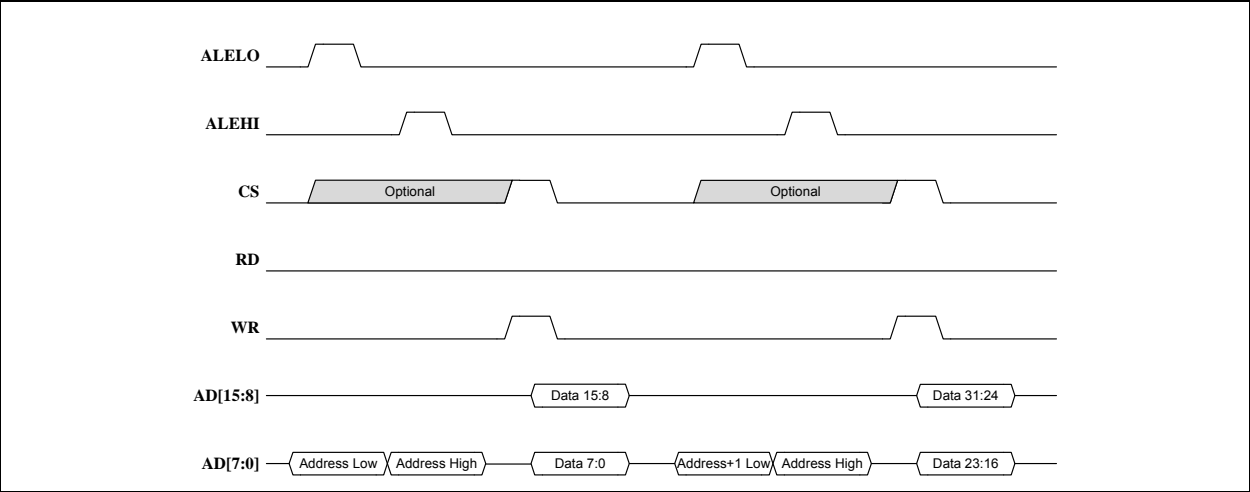 ALELO
ALEHI
CS Optional Optional
RD
WR
AD[15:8] Data 15:8 Data 31:24
AD[7:0] Address Low Address High Data 7:0 Address+1 Low Address High Data 23:16